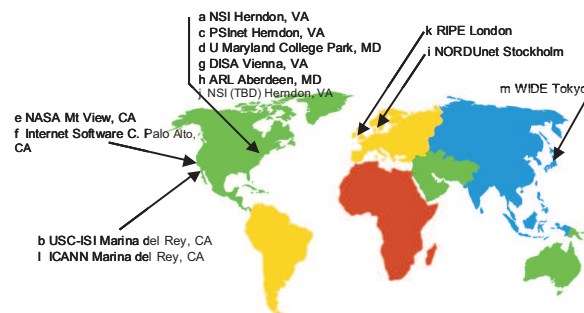 a NSI Herndon, VA
c PSInet Herndon, VA
d U Maryland College Park, MD
g DISA Vienna, VA
h ARL Aberdeen, MD
j NSI (TBD) Herndon, VA
k RIPE London
i NORDUnet Stockholm
m WIDE Tokyo
e NASA Mt View, CA
f Internet Software C. Palo Alto,
CA
b USC-ISI Marina del Rey, CA
l ICANN Marina del Rey, CA